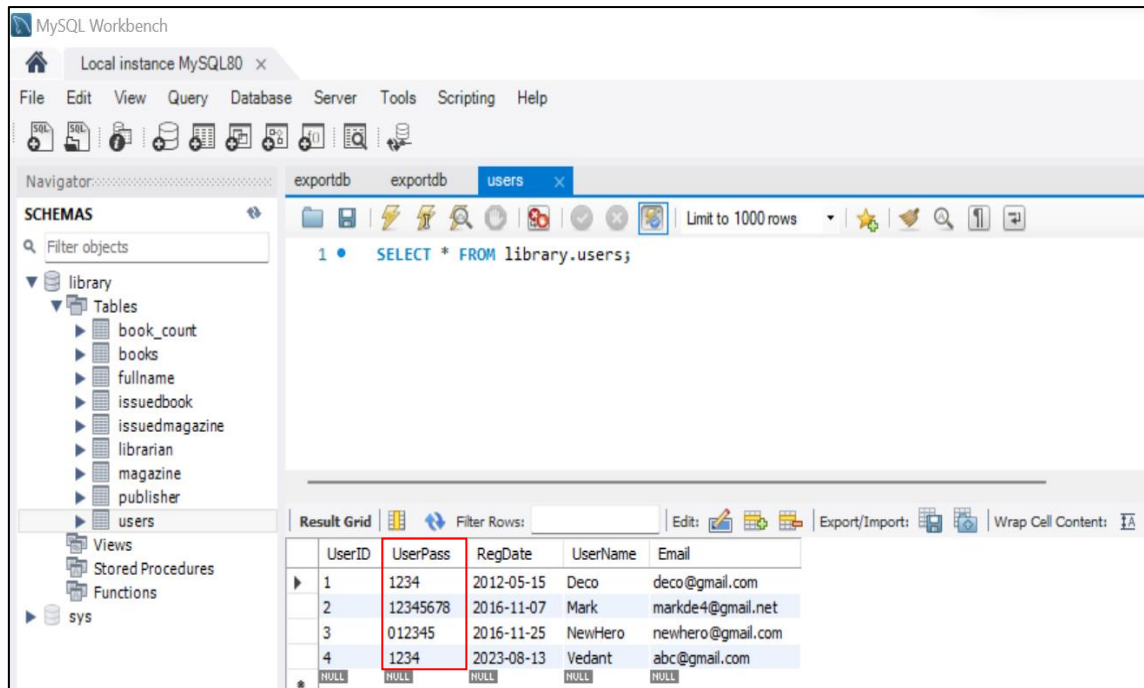 MySQL Workbench
Local instance MySQL80 ×
File Edit View Query Database Server Tools Scripting Help
Navigator
SCHEMAS
Filter objects
library
Tables
book_count
books
fullname
issuedbook
issuedmagazine
librarian
magazine
publisher
users
Views
Stored Procedures
Functions
sys
exportdb exportdb users ×
Limit to 1000 rows
1 SELECT * FROM library.users;
Result Grid Filter Rows: Edit: Export/Import: Wrap Cell Content:
UserID UserPass RegDate UserName Email
1 1234 2012-05-15 Deco deco@gmail.com
2 12345678 2016-11-07 Mark markde4@gmail.net
3 012345 2016-11-25 NewHero newhero@gmail.com
4 1234 2023-08-13 Vedant abc@gmail.com
NULL NULL NULL NULL NULL